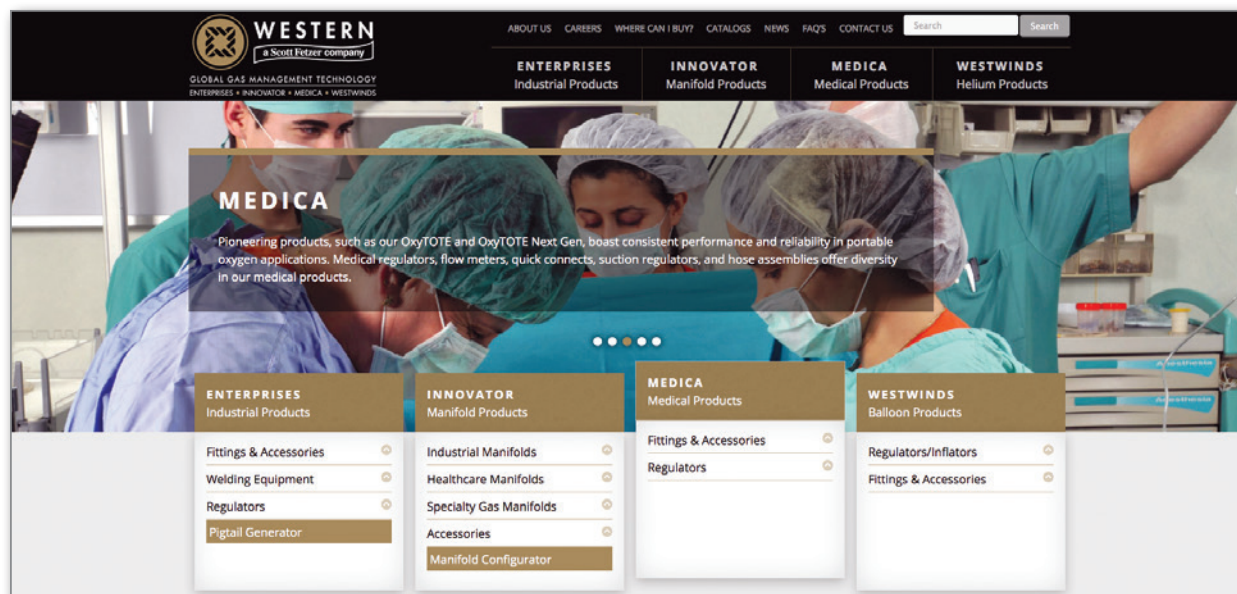 WESTERN
a Scott Fetzer company
GLOBAL GAS MANAGEMENT TECHNOLOGY
ENTERPRISES • INNOVATOR • MEDICA • WESTWINDS
ABOUT US CAREERS WHERE CAN I BUY? CATALOGS NEWS FAQ'S CONTACT US Search Search
ENTERPRISES
Industrial Products
INNOVATOR
Manifold Products
MEDICA
Medical Products
WESTWINDS
Helium Products
MEDICA
Pioneering products, such as our OxyTOTE and OxyTOTE Next Gen, boast consistent performance and reliability in portable
oxygen applications. Medical regulators, flow meters, quick connects, suction regulators, and hose assemblies offer diversity
in our medical products.
ENTERPRISES
Industrial Products
Fittings & Accessories
Welding Equipment
Regulators
Pigtail Generator
INNOVATOR
Manifold Products
Industrial Manifolds
Healthcare Manifolds
Specialty Gas Manifolds
Accessories
Manifold Configurator
MEDICA
Medical Products
Fittings & Accessories
Regulators
WESTWINDS
Balloon Products
Regulators/Inflators
Fittings & Accessories